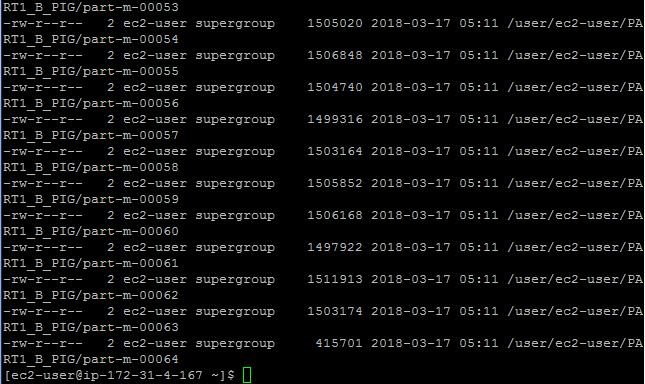 RT1_B_PIG/part-m-00053
-rw-r--r--   2 ec2-user supergroup    1505020 2018-03-17 05:11 /user/ec2-user/PA
RT1_B_PIG/part-m-00054
-rw-r--r--   2 ec2-user supergroup    1506848 2018-03-17 05:11 /user/ec2-user/PA
RT1_B_PIG/part-m-00055
-rw-r--r--   2 ec2-user supergroup    1504740 2018-03-17 05:11 /user/ec2-user/PA
RT1_B_PIG/part-m-00056
-rw-r--r--   2 ec2-user supergroup    1499316 2018-03-17 05:11 /user/ec2-user/PA
RT1_B_PIG/part-m-00057
-rw-r--r--   2 ec2-user supergroup    1503164 2018-03-17 05:11 /user/ec2-user/PA
RT1_B_PIG/part-m-00058
-rw-r--r--   2 ec2-user supergroup    1505852 2018-03-17 05:11 /user/ec2-user/PA
RT1_B_PIG/part-m-00059
-rw-r--r--   2 ec2-user supergroup    1506168 2018-03-17 05:11 /user/ec2-user/PA
RT1_B_PIG/part-m-00060
-rw-r--r--   2 ec2-user supergroup    1497922 2018-03-17 05:11 /user/ec2-user/PA
RT1_B_PIG/part-m-00061
-rw-r--r--   2 ec2-user supergroup    1511913 2018-03-17 05:11 /user/ec2-user/PA
RT1_B_PIG/part-m-00062
-rw-r--r--   2 ec2-user supergroup    1503174 2018-03-17 05:11 /user/ec2-user/PA
RT1_B_PIG/part-m-00063
-rw-r--r--   2 ec2-user supergroup     415701 2018-03-17 05:11 /user/ec2-user/PA
RT1_B_PIG/part-m-00064
[ec2-user@ip-172-31-4-167 ~]$